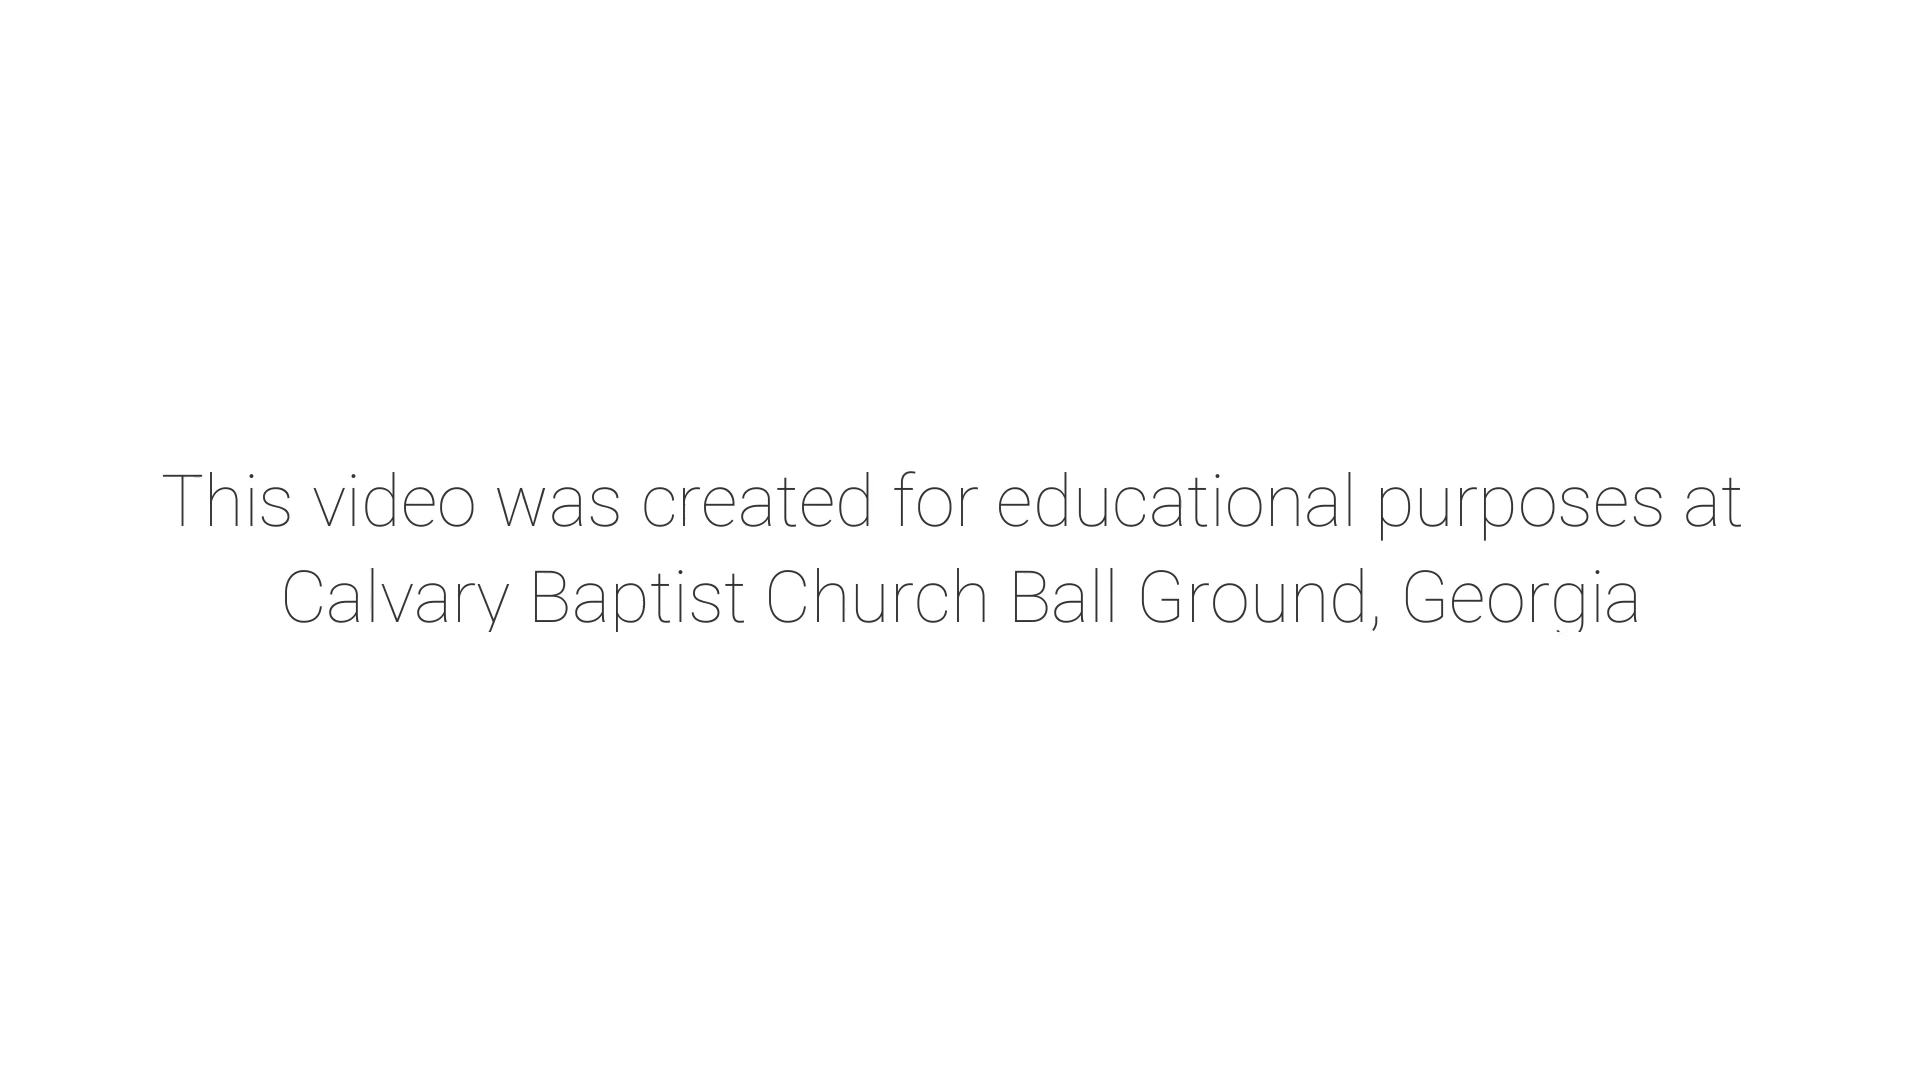 This video was created for educational purposes at
Calvary Baptist Church Ball Ground, Georgia